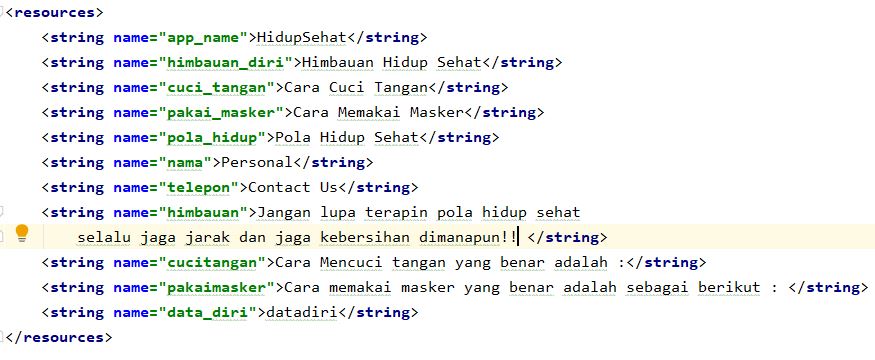 <resources>
    <string name="app_name">HidupSehat</string>
    <string name="himbauan_diri">Himbauan Hidup Sehat</string>
    <string name="cuci_tangan">Cara Cuci Tangan</string>
    <string name="pakai_masker">Cara Memakai Masker</string>
    <string name="pola_hidup">Pola Hidup Sehat</string>
    <string name="nama">Personal</string>
    <string name="telepon">Contact Us</string>
    <string name="himbauan">Jangan lupa terapin pola hidup sehat
        selalu jaga jarak dan jaga kebersihan dimanapun!! </string>
    <string name="cucitangan">Cara Mencuci tangan yang benar adalah :</string>
    <string name="pakaimasker">Cara memakai masker yang benar adalah sebagai berikut : </string>
    <string name="data_diri">datadiri</string>
</resources>